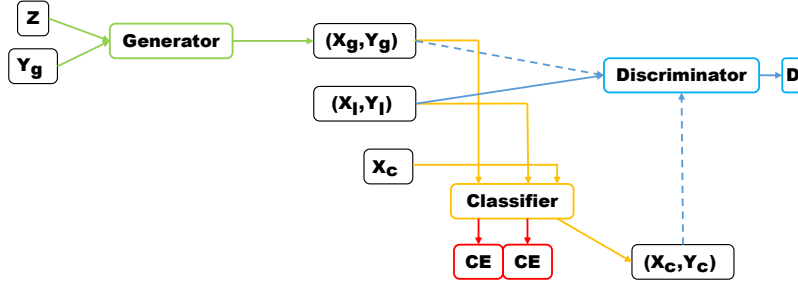 Z
Generator
(Xg,Yg)
Yg
Discriminator
D
(Xl,Yl)
Xc
Classifier
CE
CE
(Xc,Yc)